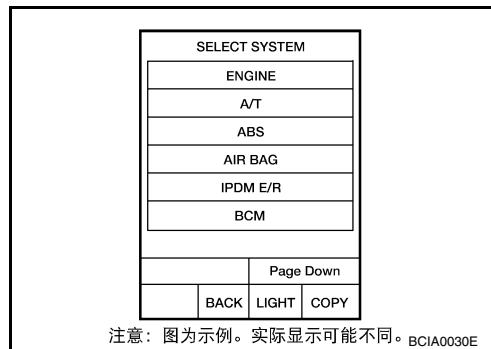 SELECT SYSTEM
ENGINE
A/T
ABS
AIR BAG
IPDM E/R
BCM
Page Down
BACK LIGHT COPY
注意：图为示例。实际显示可能不同。 BCIA0030E